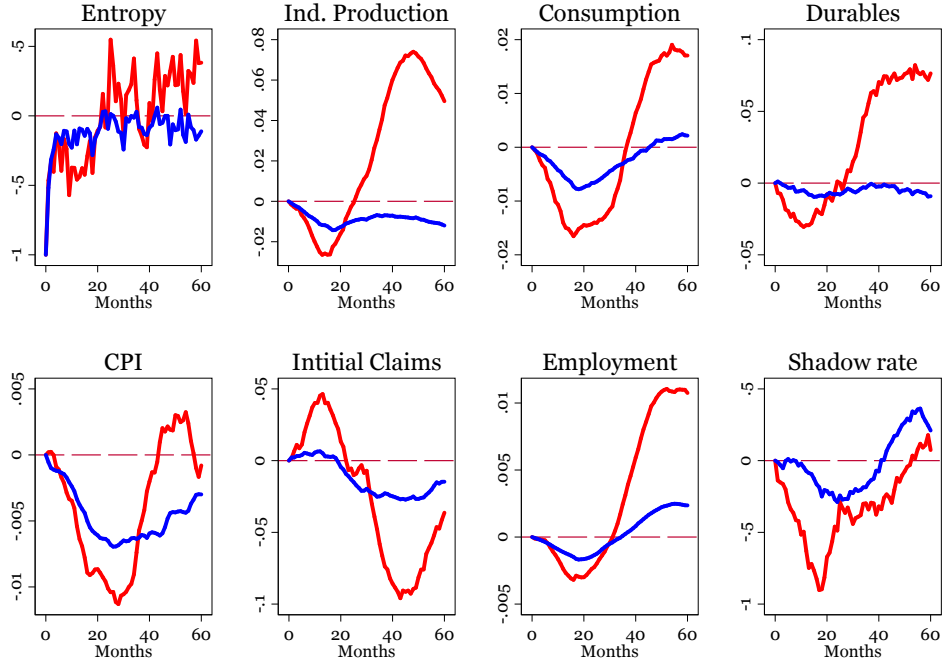 Entropy
Ind. Production
Consumption
Durables
.5
0
-.5
-1
.08
.06
.04
.02
0
-.02
.02
.01
0
-.01
-.02
.1
.05
0
-.05
0 20 40 60
0 20 40 60
0 20 40 60
0 20 40 60
Months
Months
Months
Months
CPI
Intitial Claims
Employment
Shadow rate
.005
0
-.005
-.01
.05
0
-.05
-.1
.01
.005
0
-.005
.5
0
-.5
-1
0 20 40 60
0 20 40 60
0 20 40 60
0 20 40 60
Months
Months
Months
Months